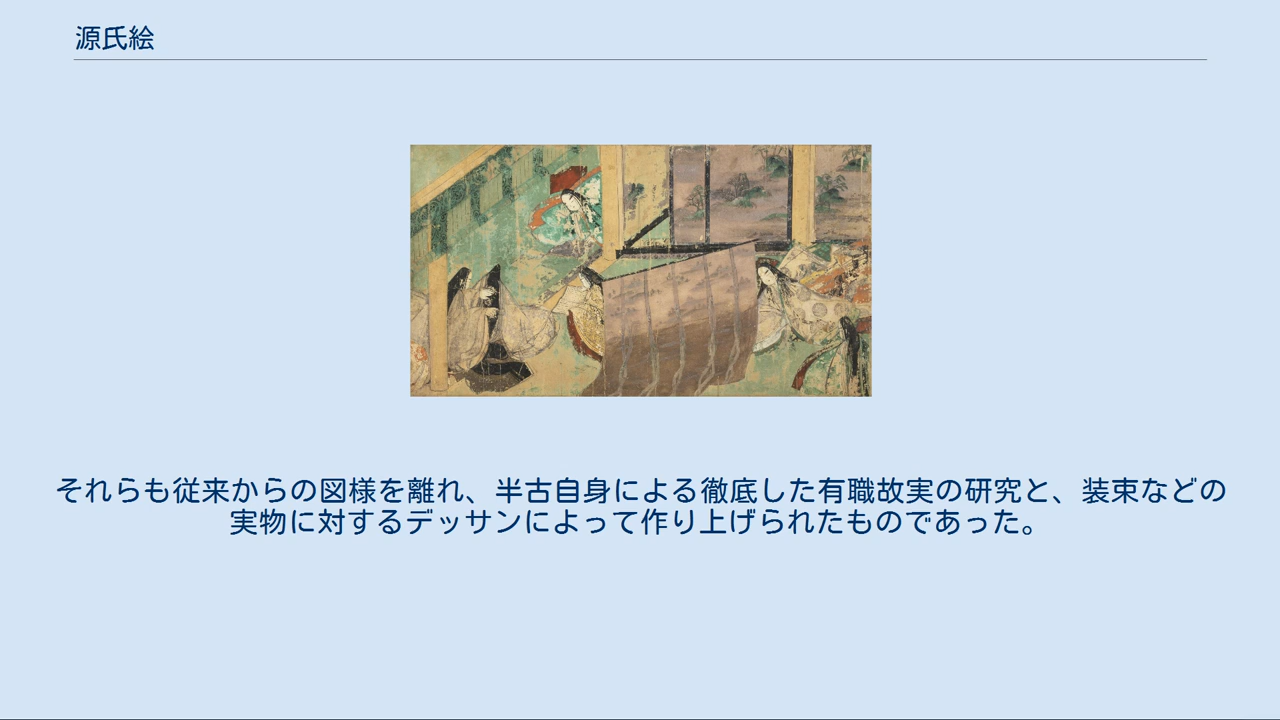 源氏絵
それらも従来からの図様を離れ、半古自身による徹底した有職故実の研究と、装束などの
実物に対するデッサンによって作り上げられたものであった。